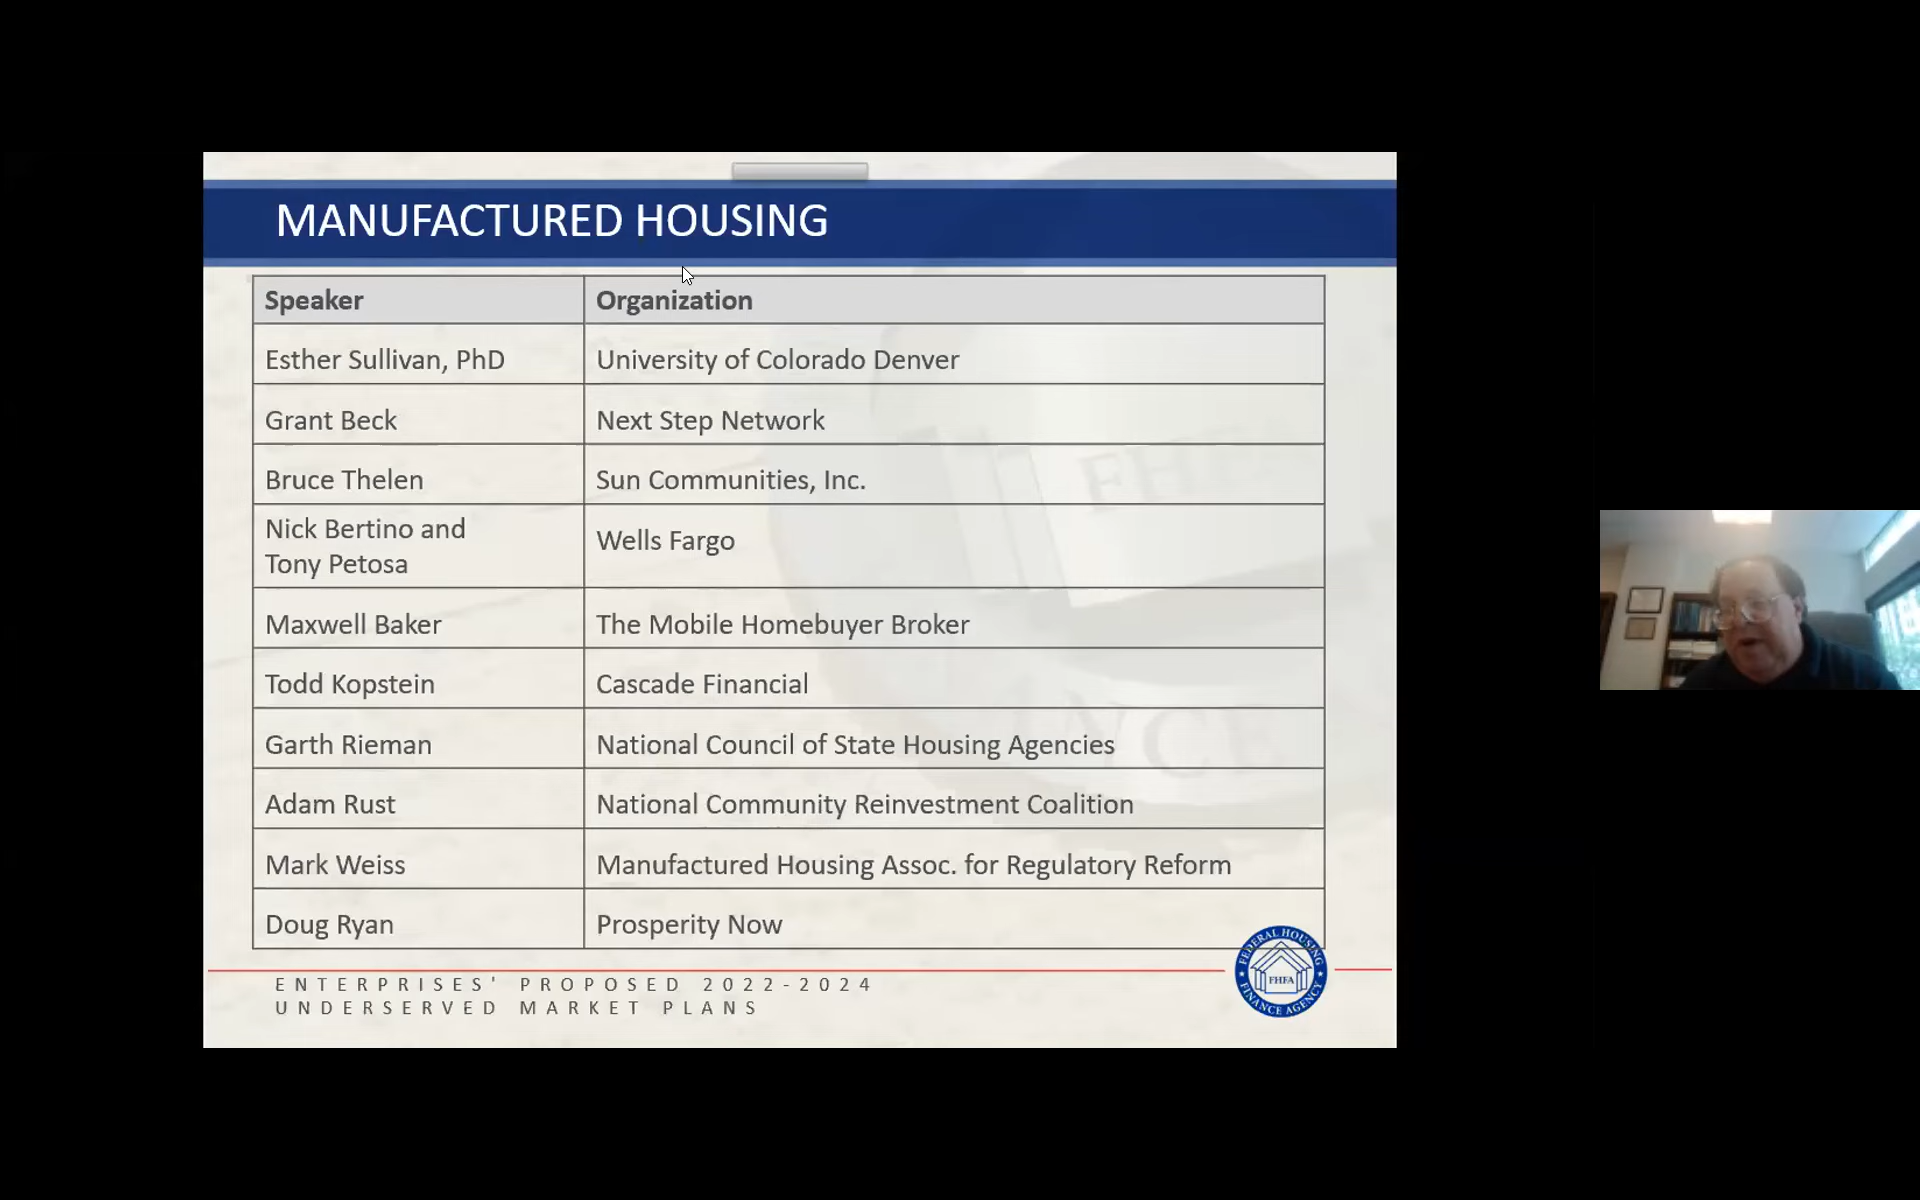 MANUFACTURED HOUSING
Speaker Organization
Esther Sullivan, PhD University of Colorado Denver
Grant Beck Next Step Network
Bruce Thelen Sun Communities, Inc.
Nick Bertino and
Tony Petosa
Wells Fargo
Maxwell Baker The Mobile Homebuyer Broker
Todd Kopstein Cascade Financial
Garth Rieman National Council of State Housing Agencies
Adam Rust National Community Reinvestment Coalition
Mark Weiss Manufactured Housing Assoc. for Regulatory Reform
Doug Ryan Prosperity Now
ENTERPRISES' PROPOSED 2022-2024
UNDERSERVED MARKET PLANS
FEDERAL HOUSING
FHFA
FINANCE AGENCY
FHFA
NCE